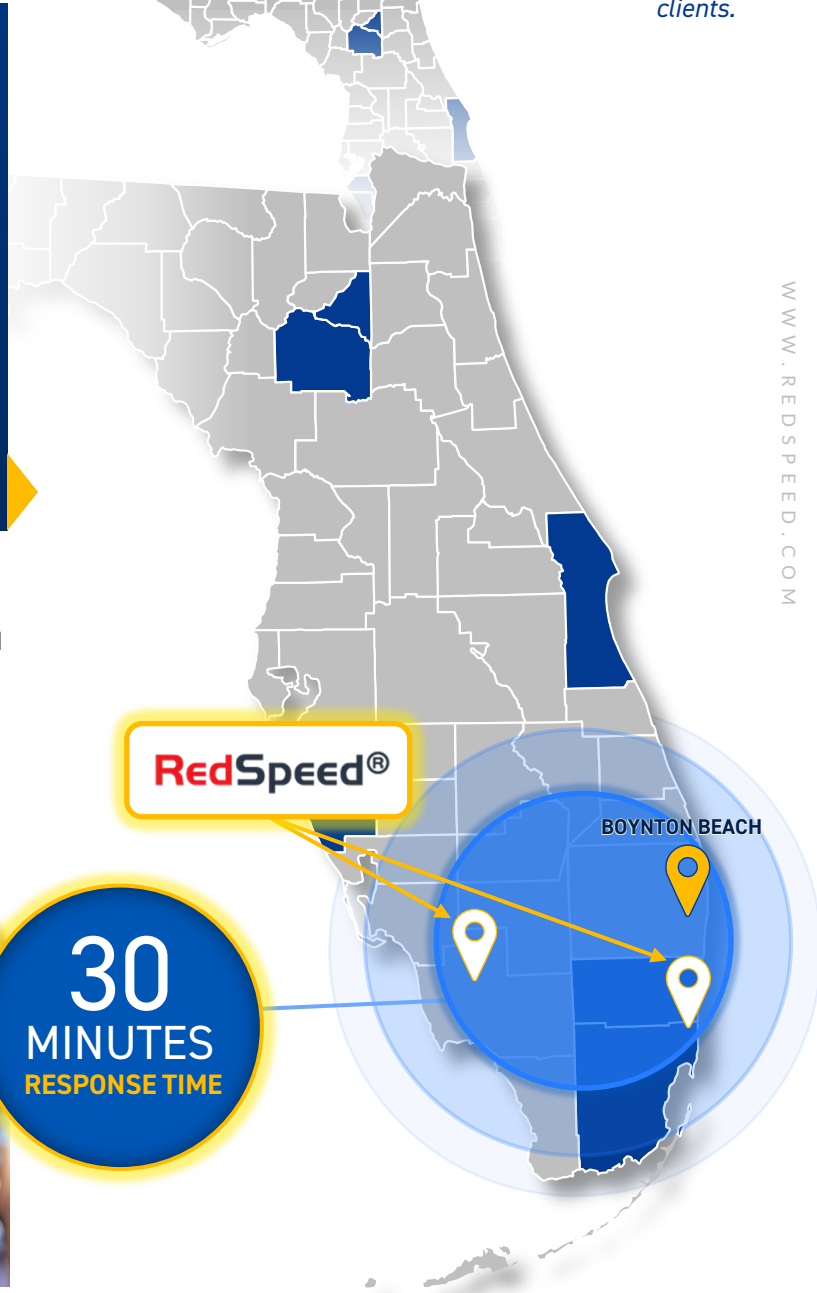 clients.
WWW.REDSPEED.COM
RedSpeed®
BOYNTON BEACH
30
MINUTES
RESPONSE TIME